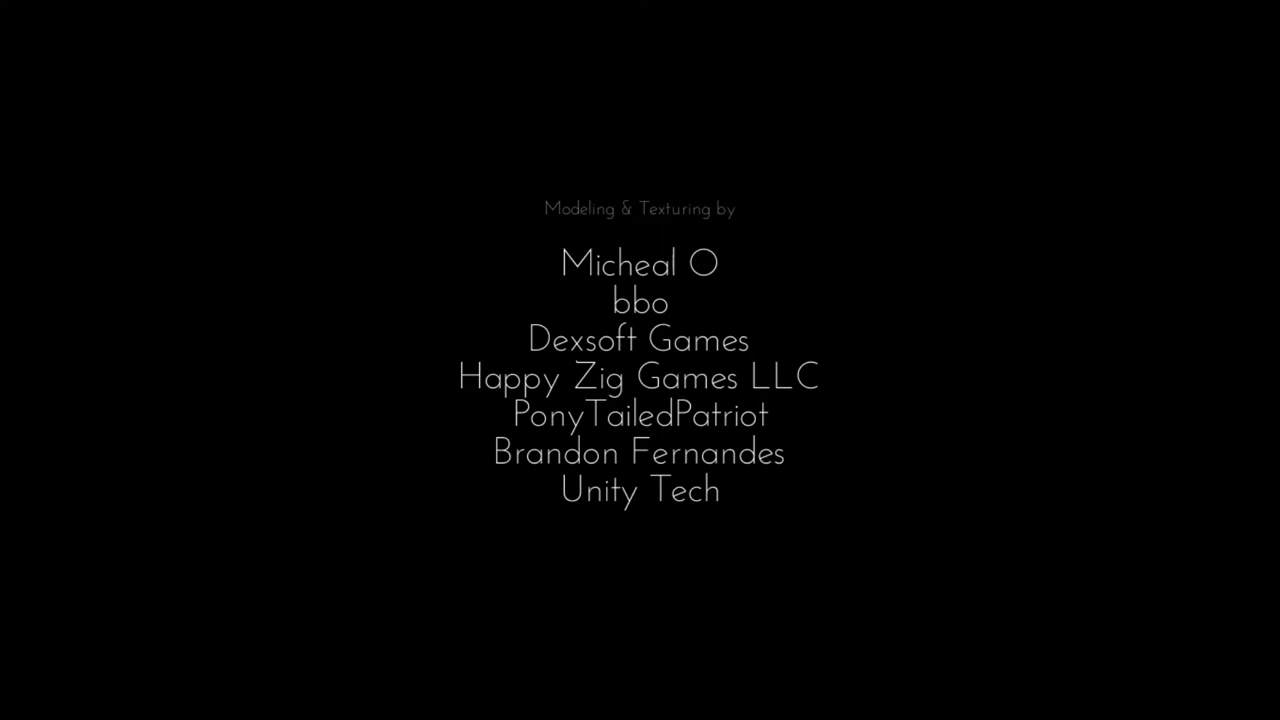 Modeling & Texturing by
Micheal O
bbo
Dexsoft Games
Happy Zig Games LLC
PonyTailedPatriot
Brandon Fernandes
Unity Tech